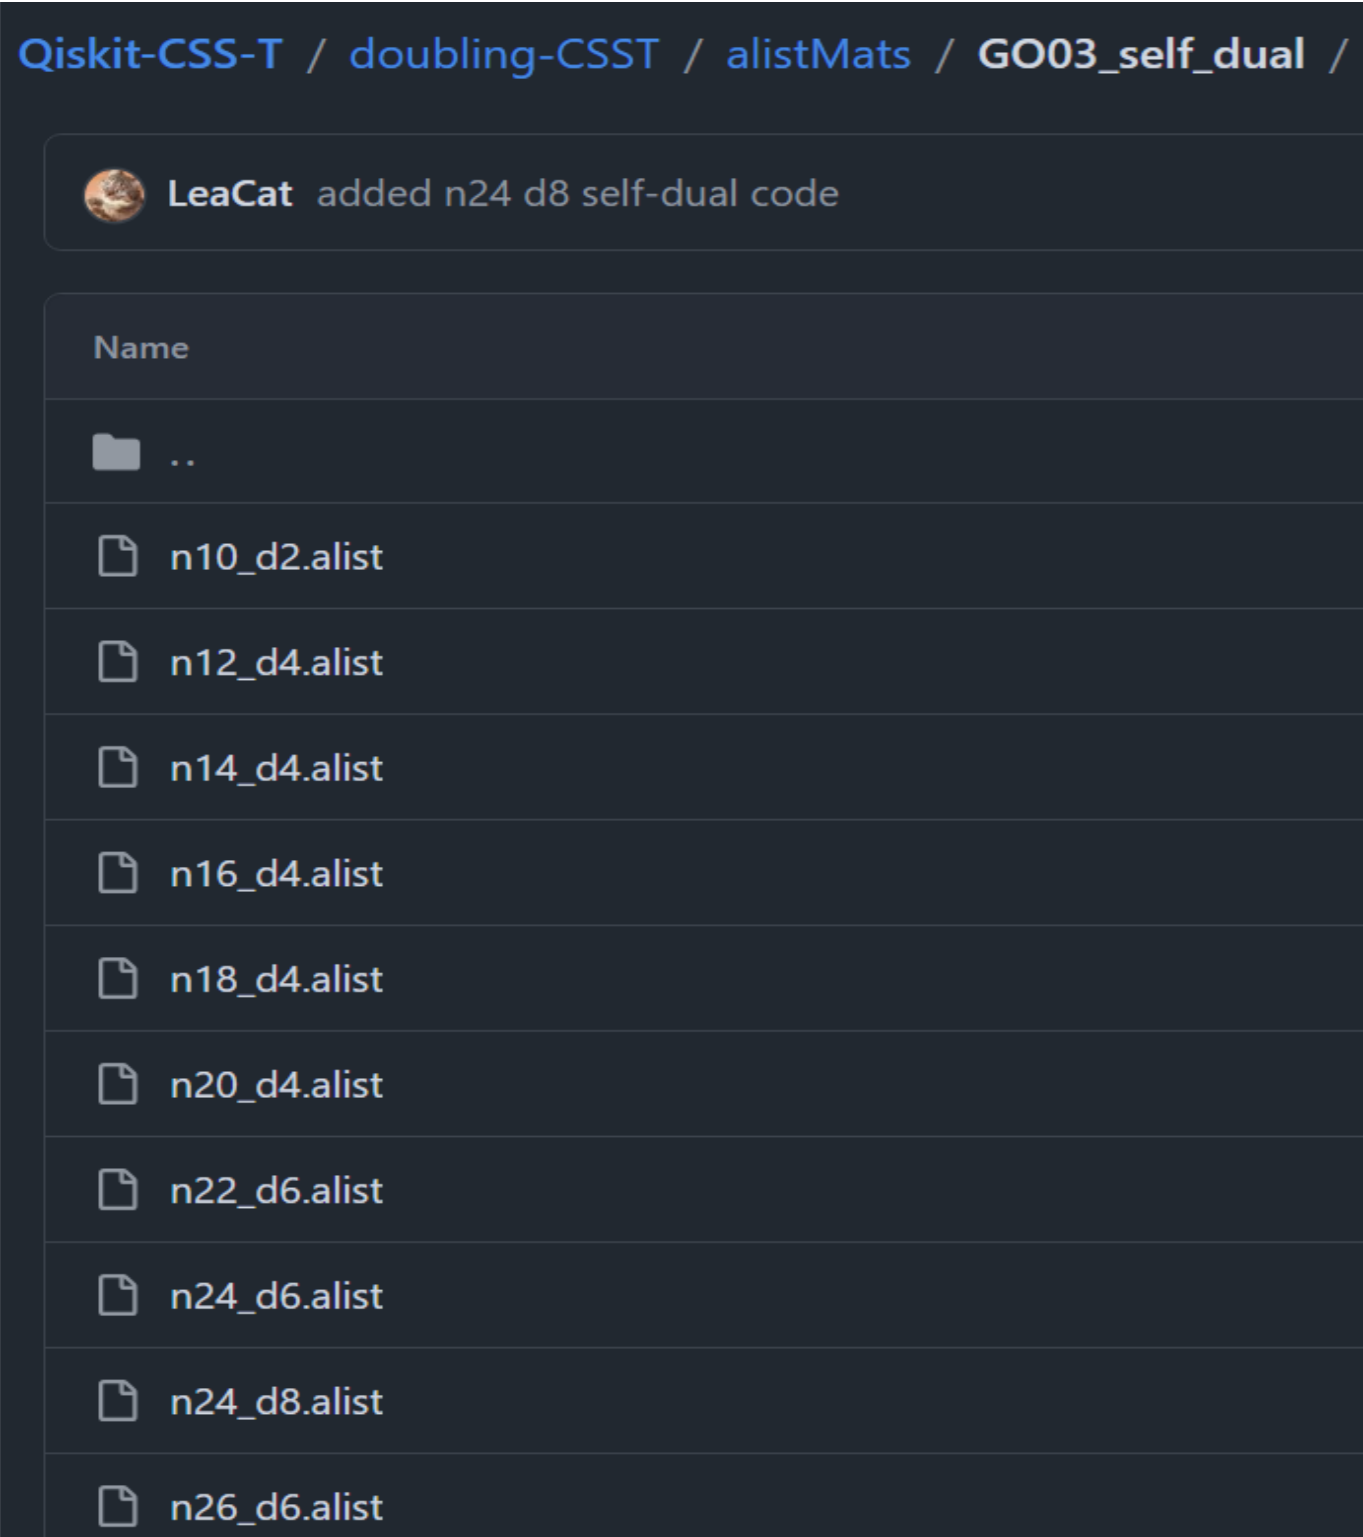 Qiskit-CSS-T / doubling-CSST / alistMats / GO03_self_dual /
LeaCat added n24 d8 self-dual code
Name
..
n10_d2.alist
n12_d4.alist
n14_d4.alist
n16_d4.alist
n18_d4.alist
n20_d4.alist
n22_d6.alist
n24_d6.alist
n24_d8.alist
n26_d6.alist